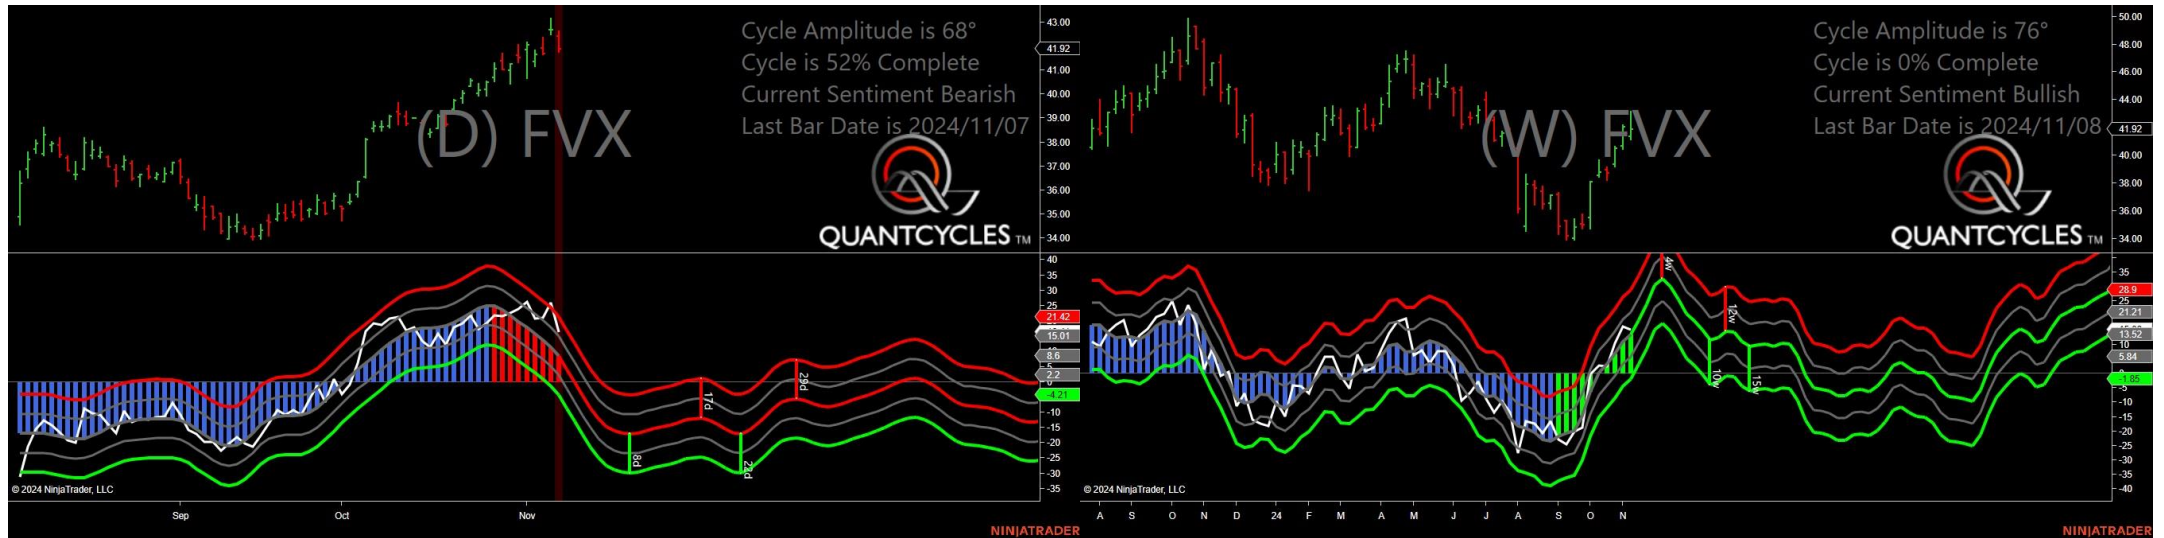 Cycle Amplitude is 68°
Cycle is 52% Complete
Current Sentiment Bearish
Last Bar Date is 2024/11/07
(D) FVX
QUANTCYCLES TM
43.00
41.92
41.00
40.00
39.00
38.00
37.00
36.00
35.00
34.00
40
35
30
25
21.42
15.01
8.6
2.2
0
-4.21
-10
-15
-20
-25
-30
-35
8d
17d
22d
29d
© 2024 NinjaTrader, LLC
Sep
Oct
Nov
NINJATRADER
Cycle Amplitude is 76°
Cycle is 0% Complete
Current Sentiment Bullish
Last Bar Date is 2024/11/08
(W) FVX
QUANTCYCLES TM
50.00
48.00
46.00
44.00
41.92
40.00
38.00
36.00
34.00
35
28.9
25
21.21
13.52
10
5.84
-1.85
-5
-10
-15
-20
-25
-30
-35
-40
4w
12w
10w
15w
© 2024 NinjaTrader, LLC
A S O N D 24 F M A M J J A S O N
NINJATRADER